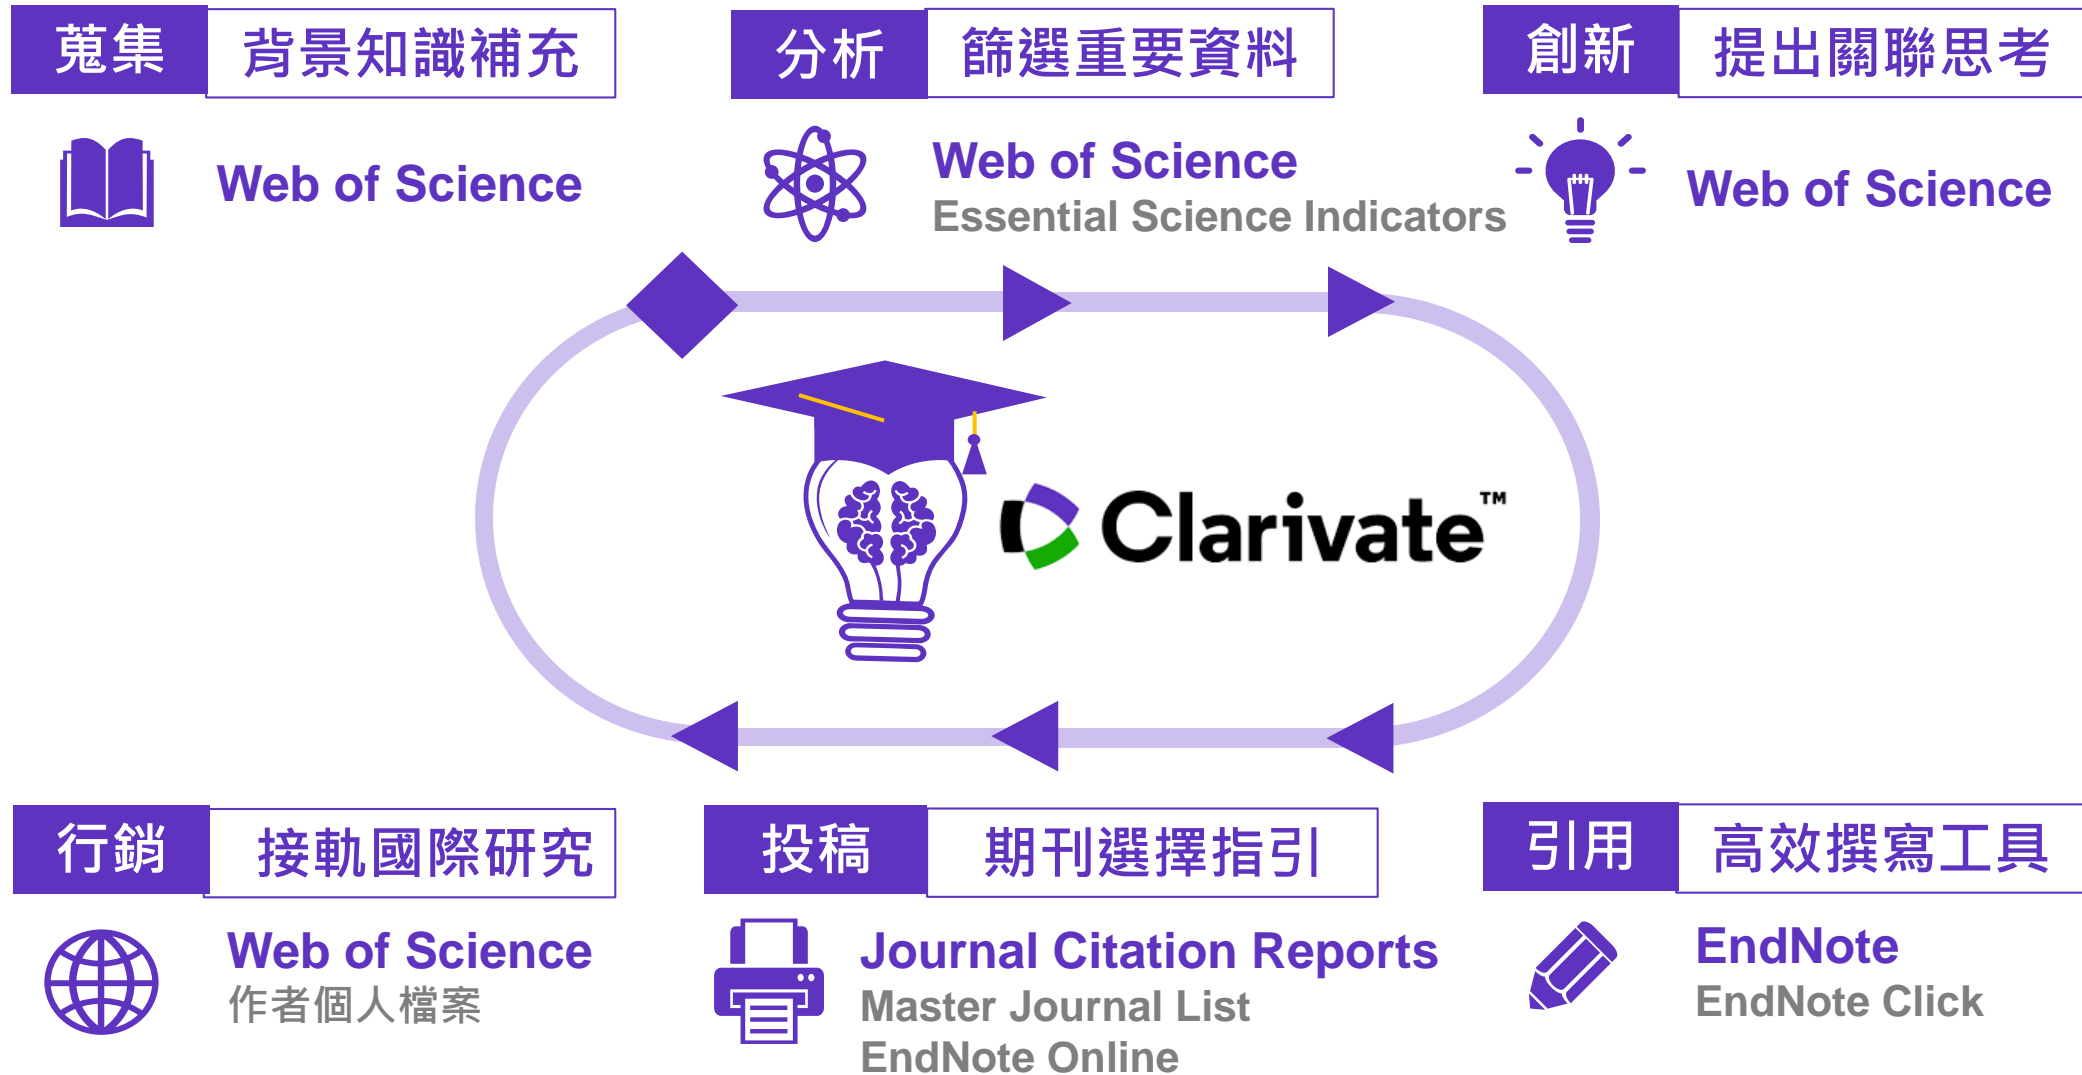 蒐集 背景知識補充
Web of Science
分析 篩選重要資料
Web of Science
Essential Science Indicators
創新 提出關聯思考
Web of Science
Clarivate™
行銷 接軌國際研究
Web of Science
作者個人檔案
投稿 期刊選擇指引
Journal Citation Reports
Master Journal List
EndNote Online
引用 高效撰寫工具
EndNote
EndNote Click